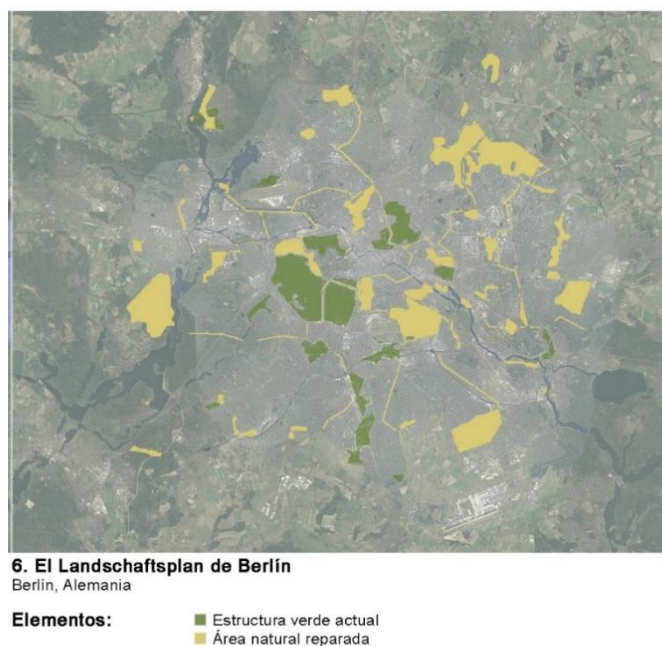 6. El Landschaftsplan de Berlín
Berlín, Alemania
Elementos:
Estructura verde actual
Área natural reparada